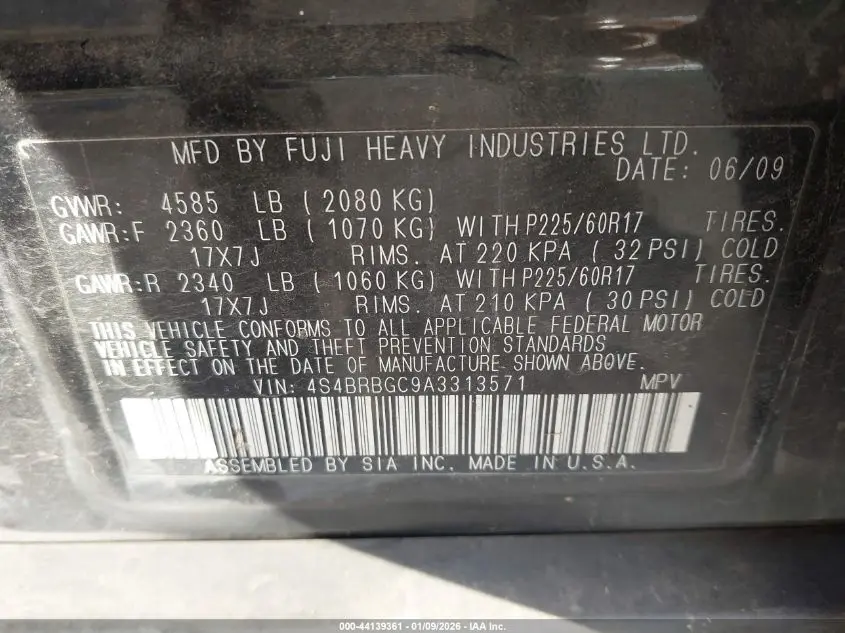 MFD BY FUJI HEAVY INDUSTRIES LTD.
DATE: 06/09
GVWR: 4585 LB ( 2080 KG)
GAWR:F 2360 LB ( 1070 KG) WITH P225/60R17 TIRES.
17X7J RIMS. AT 220 KPA ( 32 PSI) COLD
GAWR:R 2340 LB ( 1060 KG) WITH P225/60R17 TIRES.
17X7J RIMS. AT 210 KPA ( 30 PSI) COLD
THIS VEHICLE CONFORMS TO ALL APPLICABLE FEDERAL MOTOR
VEHICLE SAFETY AND THEFT PREVENTION STANDARDS
IN EFFECT ON THE DATE OF MANUFACTURE SHOWN ABOVE.
VIN: 4S4BRBGC9A3313571 MPV
ASSEMBLED BY SIA INC. MADE IN U.S.A.
000-44139361 - 01/09/2026 - IAA Inc.